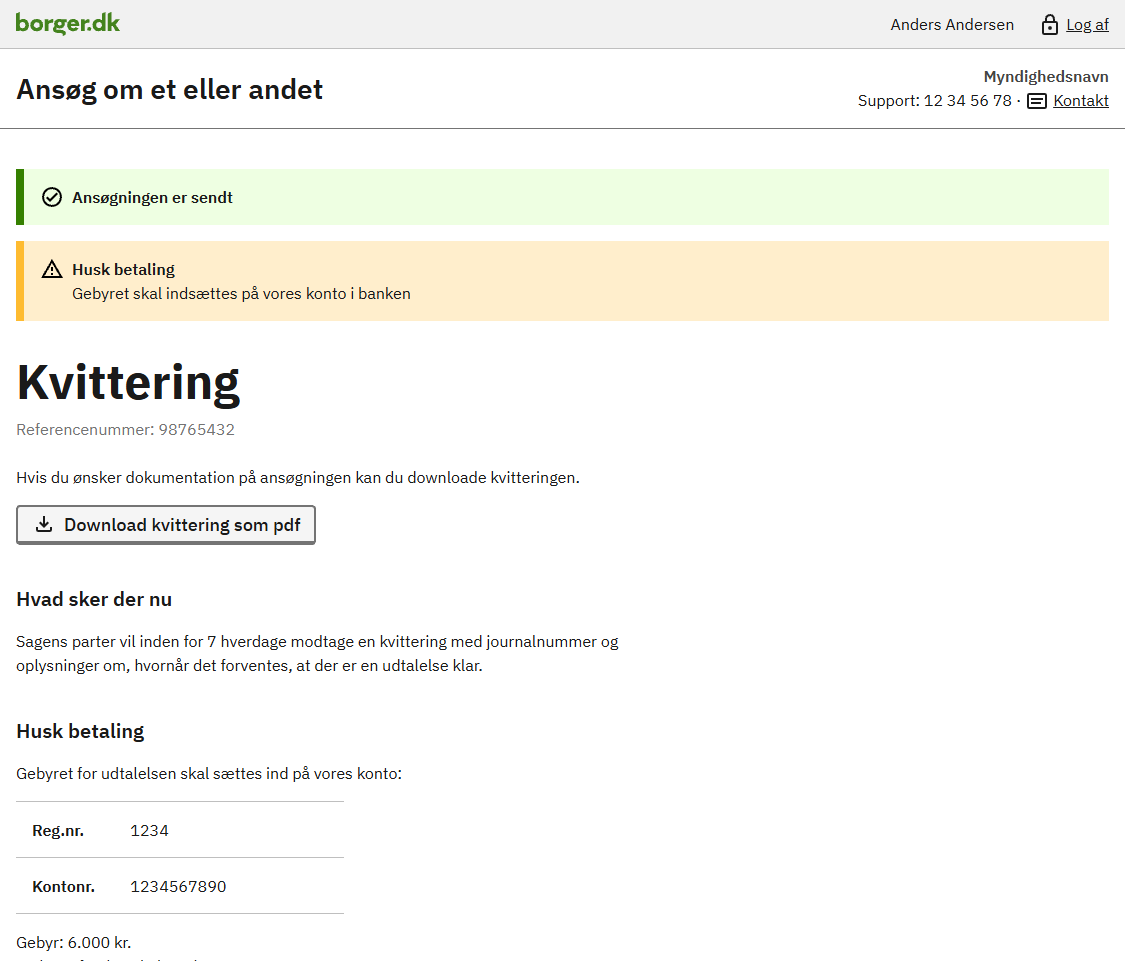 borger.dk
Anders Andersen
Log af
Ansøg om et eller andet
Myndighedsnavn
Support: 12 34 56 78 · Kontakt
Ansøgningen er sendt
Husk betaling
Gebyret skal indsættes på vores konto i banken
Kvittering
Referencenummer: 98765432
Hvis du ønsker dokumentation på ansøgningen kan du downloade kvitteringen.
Download kvittering som pdf
Hvad sker der nu
Sagens parter vil inden for 7 hverdage modtage en kvittering med journalnummer og
oplysninger om, hvornår det forventes, at der er en udtalelse klar.
Husk betaling
Gebyret for udtalelsen skal sættes ind på vores konto:
Reg.nr. 1234
Kontonr. 1234567890
Gebyr: 6.000 kr.